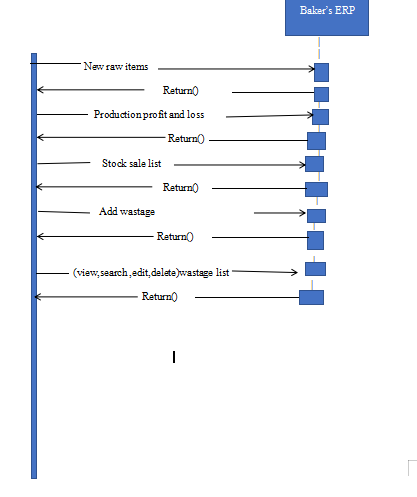 Baker's ERP
New raw items
Return()
Production profit and loss
Return()
Stock sale list
Return()
Add wastage
Return()
(view,search,edit,delete)wastage list
Return()